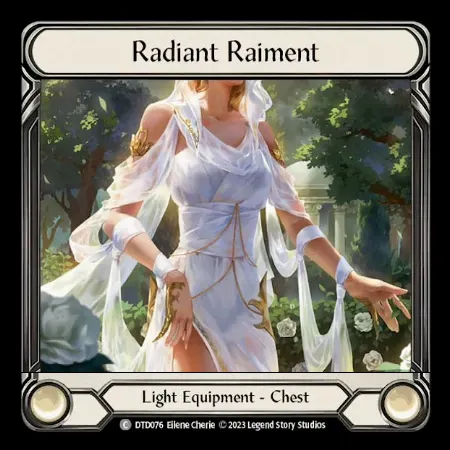 Radiant Raiment
Light Equipment - Chest
C DTD076 Eilene Cherie © 2023 Legend Story Studios